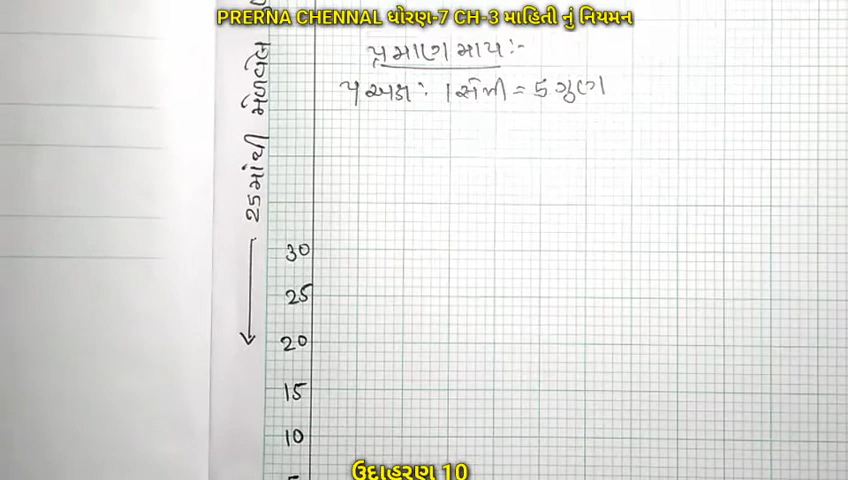 PRERNA CHENNAL ધોરણ-7 CH-3 માહિતી નું નિયમન
પ્રમાણ માપ :-
પ અક્ષ : 1 સેમી = 5 ગુણ
25 માંથી મેળવેલ
30
25
20
15
10
ઉદાહરણ 10